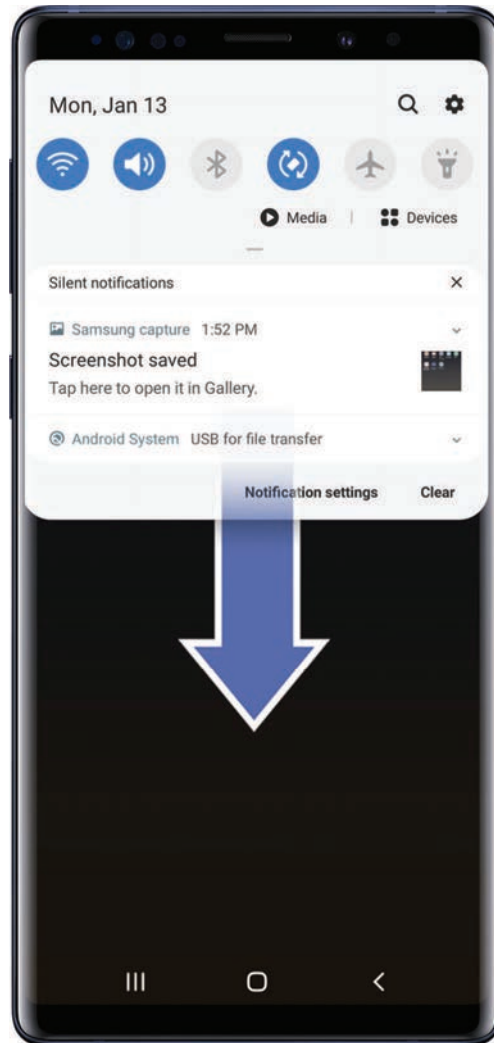 Mon, Jan 13
Media | Devices
Silent notifications
Samsung capture 1:52 PM
Screenshot saved
Tap here to open it in Gallery.
Android System USB for file transfer
Notification settings Clear